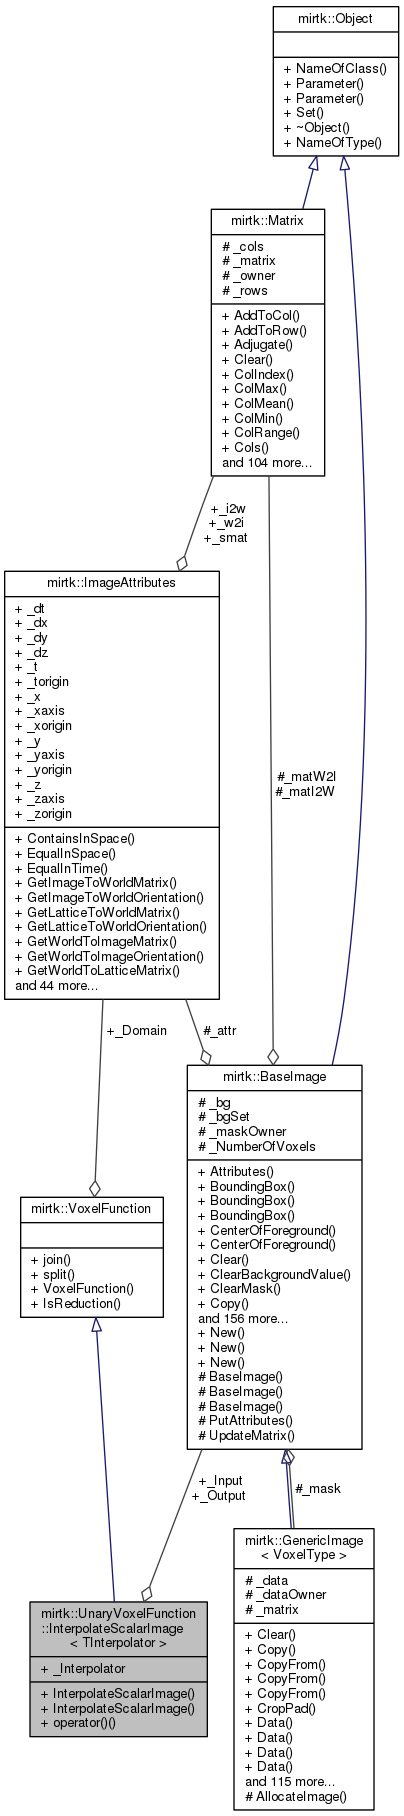 mirtk::Object
+ NameOfClass()
+ Parameter()
+ Parameter()
+ Set()
+ ~Object()
+ NameOfType()
mirtk::Matrix
# _cols
# _matrix
# _owner
# _rows
+ AddToCol()
+ AddToRow()
+ Adjugate()
+ Clear()
+ ColIndex()
+ ColMax()
+ ColMean()
+ ColMin()
+ ColRange()
+ Cols()
and 104 more...
+_i2w
+_w2i
+_smat
mirtk::ImageAttributes
+ _dt
+ _dx
+ _dy
+ _dz
+ _t
+ _torigin
+ _x
+ _xaxis
+ _xorigin
+ _y
+ _yaxis
+ _yorigin
+ _z
+ _zaxis
+ _zorigin
+ ContainsInSpace()
+ EqualInSpace()
+ EqualInTime()
+ GetImageToWorldMatrix()
+ GetImageToWorldOrientation()
+ GetLatticeToWorldMatrix()
+ GetLatticeToWorldOrientation()
+ GetWorldToImageMatrix()
+ GetWorldToImageOrientation()
+ GetWorldToLatticeMatrix()
and 44 more...
#_matW2I
#_matI2W
+_Domain
#_attr
mirtk::BaseImage
# _bg
# _bgSet
# _maskOwner
# _NumberOfVoxels
+ Attributes()
+ BoundingBox()
+ BoundingBox()
+ BoundingBox()
+ CenterOfForeground()
+ CenterOfForeground()
+ Clear()
+ ClearBackgroundValue()
+ ClearMask()
+ Copy()
and 156 more...
+ New()
+ New()
+ New()
# BaseImage()
# BaseImage()
# BaseImage()
# PutAttributes()
# UpdateMatrix()
mirtk::VoxelFunction
+ join()
+ split()
+ VoxelFunction()
+ IsReduction()
+_Input
+_Output
#_mask
mirtk::GenericImage
< VoxelType >
# _data
# _dataOwner
# _matrix
+ Clear()
+ Copy()
+ CopyFrom()
+ CopyFrom()
+ CopyFrom()
+ CropPad()
+ Data()
+ Data()
+ Data()
+ Data()
and 115 more...
# AllocateImage()
mirtk::UnaryVoxelFunction
::InterpolateScalarImage
< TInterpolator >
+ _Interpolator
+ InterpolateScalarImage()
+ InterpolateScalarImage()
+ operator()()